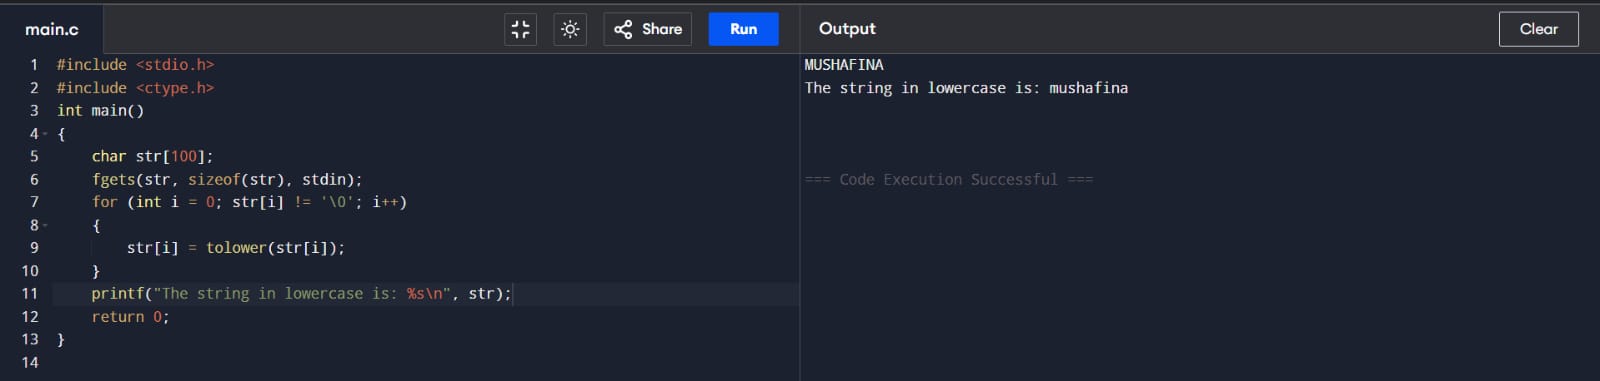 main.c
Share
Run
Output
Clear
1 #include <stdio.h>
2 #include <ctype.h>
3 int main()
4 {
5     char str[100];
6     fgets(str, sizeof(str), stdin);
7     for (int i = 0; str[i] != '\0'; i++)
8     {
9         str[i] = tolower(str[i]);
10     }
11     printf("The string in lowercase is: %s\n", str);
12     return 0;
13 }
14
MUSHAFINA
The string in lowercase is: mushafina
=== Code Execution Successful ===